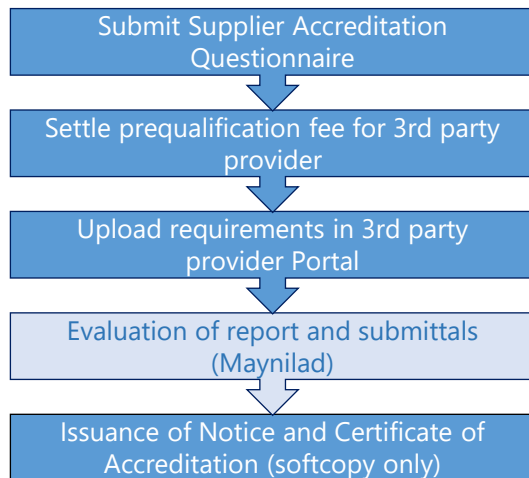 Submit Supplier Accreditation
Questionnaire
Settle prequalification fee for 3rd party
provider
Upload requirements in 3rd party
provider Portal
Evaluation of report and submittals
(Maynilad)
Issuance of Notice and Certificate of
Accreditation (softcopy only)